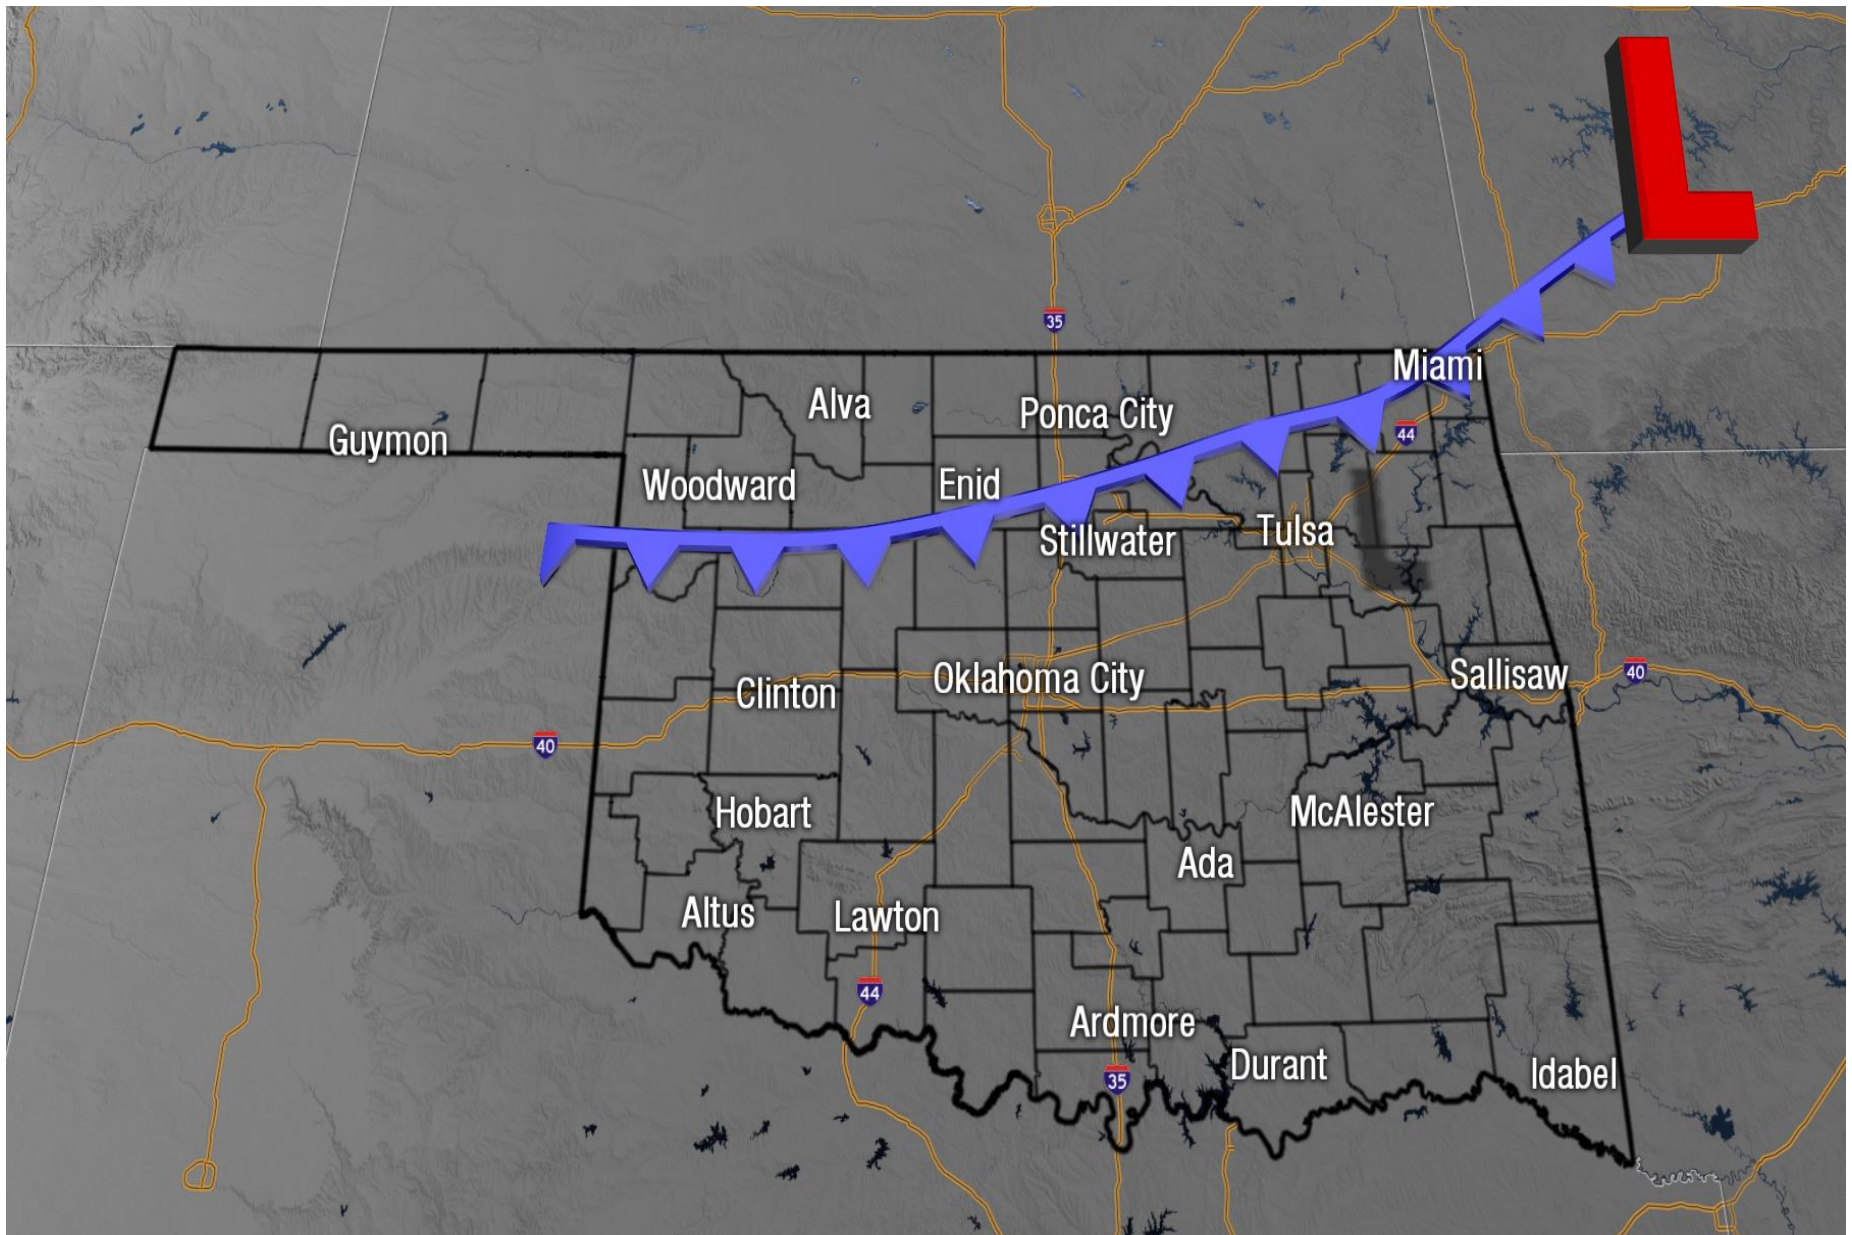 L
35
Miami
Alva
Ponca City
44
Guymon
Woodward
Enid
Stillwater
Tulsa
Oklahoma City
Sallisaw
40
Clinton
40
Hobart
McAlester
Ada
Altus
Lawton
44
Ardmore
Durant
Idabel
35